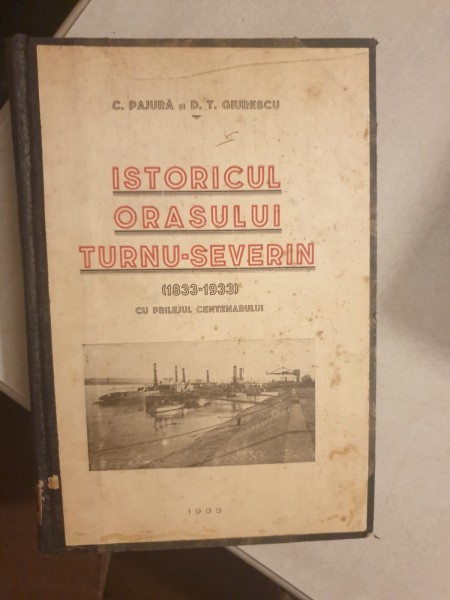 C. PAJURĂ și D. T. GIURESCU
ISTORICUL
ORASULUI
TURNU-SEVERIN
(1833-1933)
CU PRILEJUL CENTENARULUI
1933